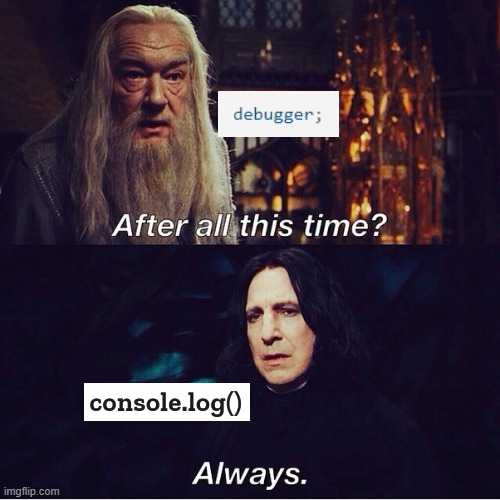 debugger;
After all this time?
console.log()
Always.
imgflip.com